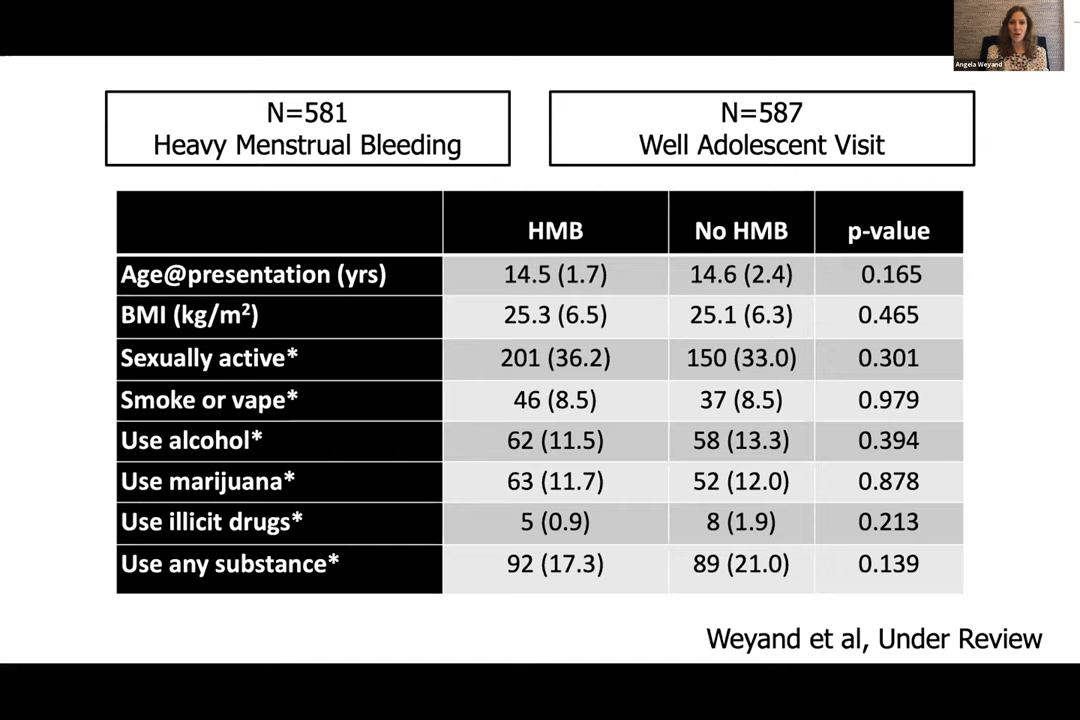 Angela Weyand
N=581
Heavy Menstrual Bleeding
N=587
Well Adolescent Visit
HMB No HMB p-value
Age@presentation (yrs) 14.5 (1.7) 14.6 (2.4) 0.165
BMI (kg/m²) 25.3 (6.5) 25.1 (6.3) 0.465
Sexually active* 201 (36.2) 150 (33.0) 0.301
Smoke or vape* 46 (8.5) 37 (8.5) 0.979
Use alcohol* 62 (11.5) 58 (13.3) 0.394
Use marijuana* 63 (11.7) 52 (12.0) 0.878
Use illicit drugs* 5 (0.9) 8 (1.9) 0.213
Use any substance* 92 (17.3) 89 (21.0) 0.139
Weyand et al, Under Review